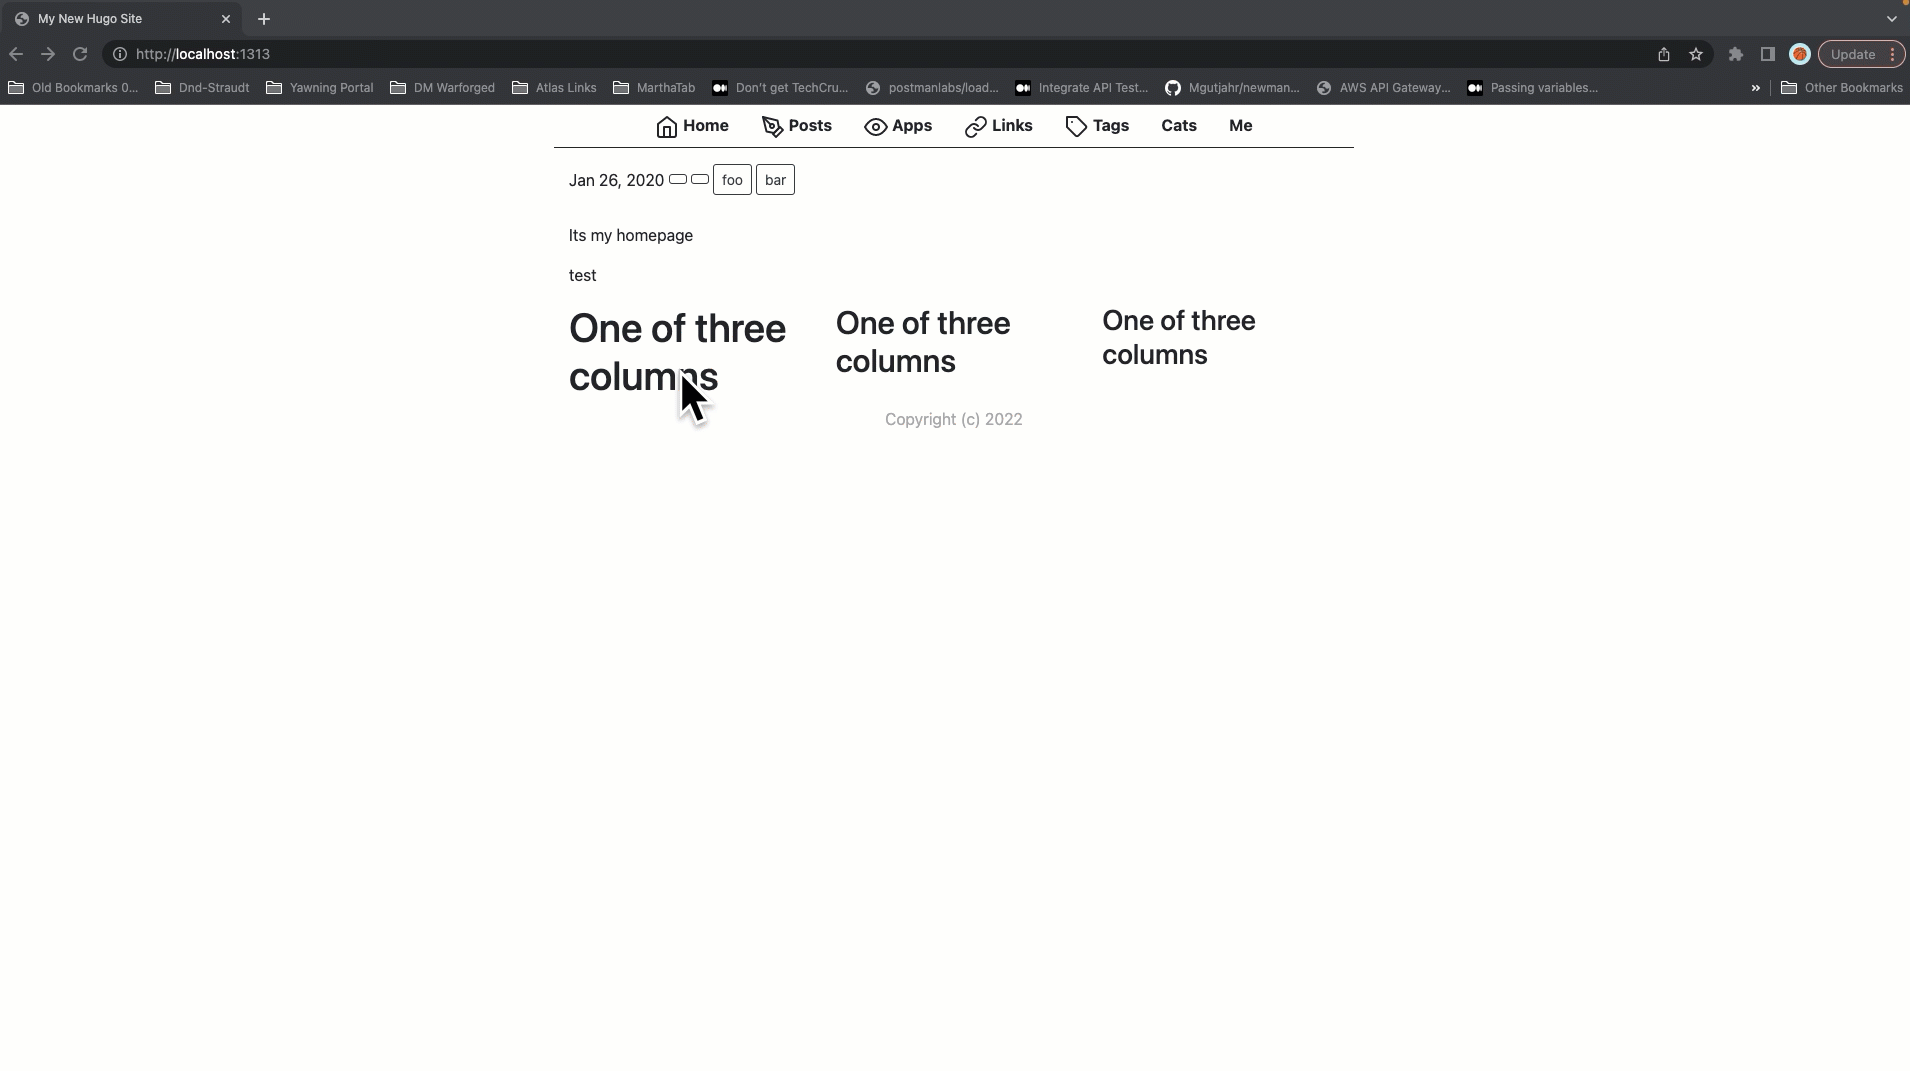 My New Hugo Site
http://localhost:1313
Update
Old Bookmarks 0... Dnd-Straudt Yawning Portal DM Warforged Atlas Links MarthaTab Don't get TechCru... postmanlabs/load... Integrate API Test... Mgutjahr/newman... AWS API Gateway... Passing variables... » Other Bookmarks
Home Posts Apps Links Tags Cats Me
Jan 26, 2020 foo bar
Its my homepage
test
One of three
columns
One of three
columns
One of three
columns
Copyright (c) 2022